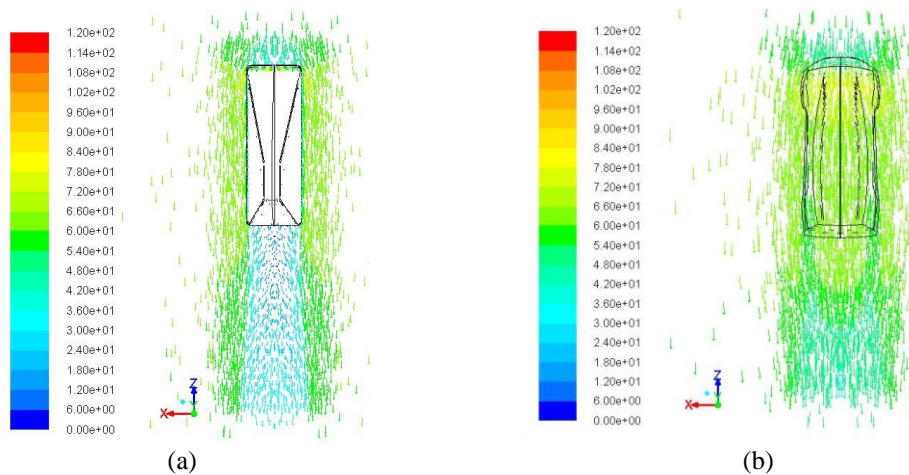 1.20e+02
1.14e+02
1.08e+02
1.02e+02
9.60e+01
9.00e+01
8.40e+01
7.80e+01
7.20e+01
6.60e+01
6.00e+01
5.40e+01
4.80e+01
4.20e+01
3.60e+01
3.00e+01
2.40e+01
1.80e+01
1.20e+01
6.00e+00
0.00e+00
Z
X
(a)
1.20e+02
1.14e+02
1.08e+02
1.02e+02
9.60e+01
9.00e+01
8.40e+01
7.80e+01
7.20e+01
6.60e+01
6.00e+01
5.40e+01
4.80e+01
4.20e+01
3.60e+01
3.00e+01
2.40e+01
1.80e+01
1.20e+01
6.00e+00
0.00e+00
Z
X
(b)